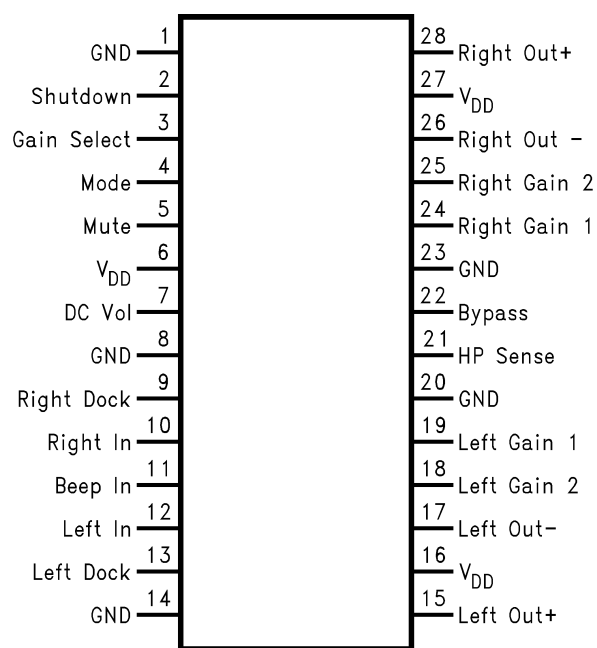 GND 1
Shutdown 2
Gain Select 3
Mode 4
Mute 5
VDD 6
DC Vol 7
GND 8
Right Dock 9
Right In 10
Beep In 11
Left In 12
Left Dock 13
GND 14
28 Right Out+
27 VDD
26 Right Out -
25 Right Gain 2
24 Right Gain 1
23 GND
22 Bypass
21 HP Sense
20 GND
19 Left Gain 1
18 Left Gain 2
17 Left Out-
16 VDD
15 Left Out+